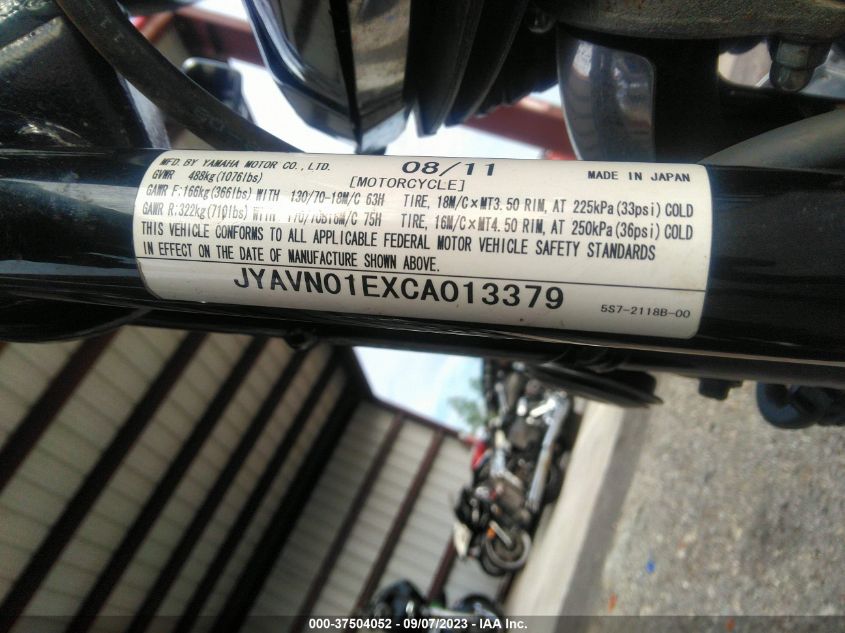 MFD. BY YAMAHA MOTOR CO., LTD. 08/11 MADE IN JAPAN
GVWR 488kg(1076lbs) [MOTORCYCLE]
GAWR F:166kg(366lbs) WITH 130/70-18M/C 63H TIRE, 18M/C×MT3.50 RIM, AT 225kPa(33psi) COLD
GAWR R:322kg(710lbs) WITH 170/70B16M/C 75H TIRE, 16M/C×MT4.50 RIM, AT 250kPa(36psi) COLD
THIS VEHICLE CONFORMS TO ALL APPLICABLE FEDERAL MOTOR VEHICLE SAFETY STANDARDS
IN EFFECT ON THE DATE OF MANUFACTURE SHOWN ABOVE.
JYAVN01EXCA013379 5S7-2118B-00
000-37504052 - 09/07/2023 - IAA Inc.